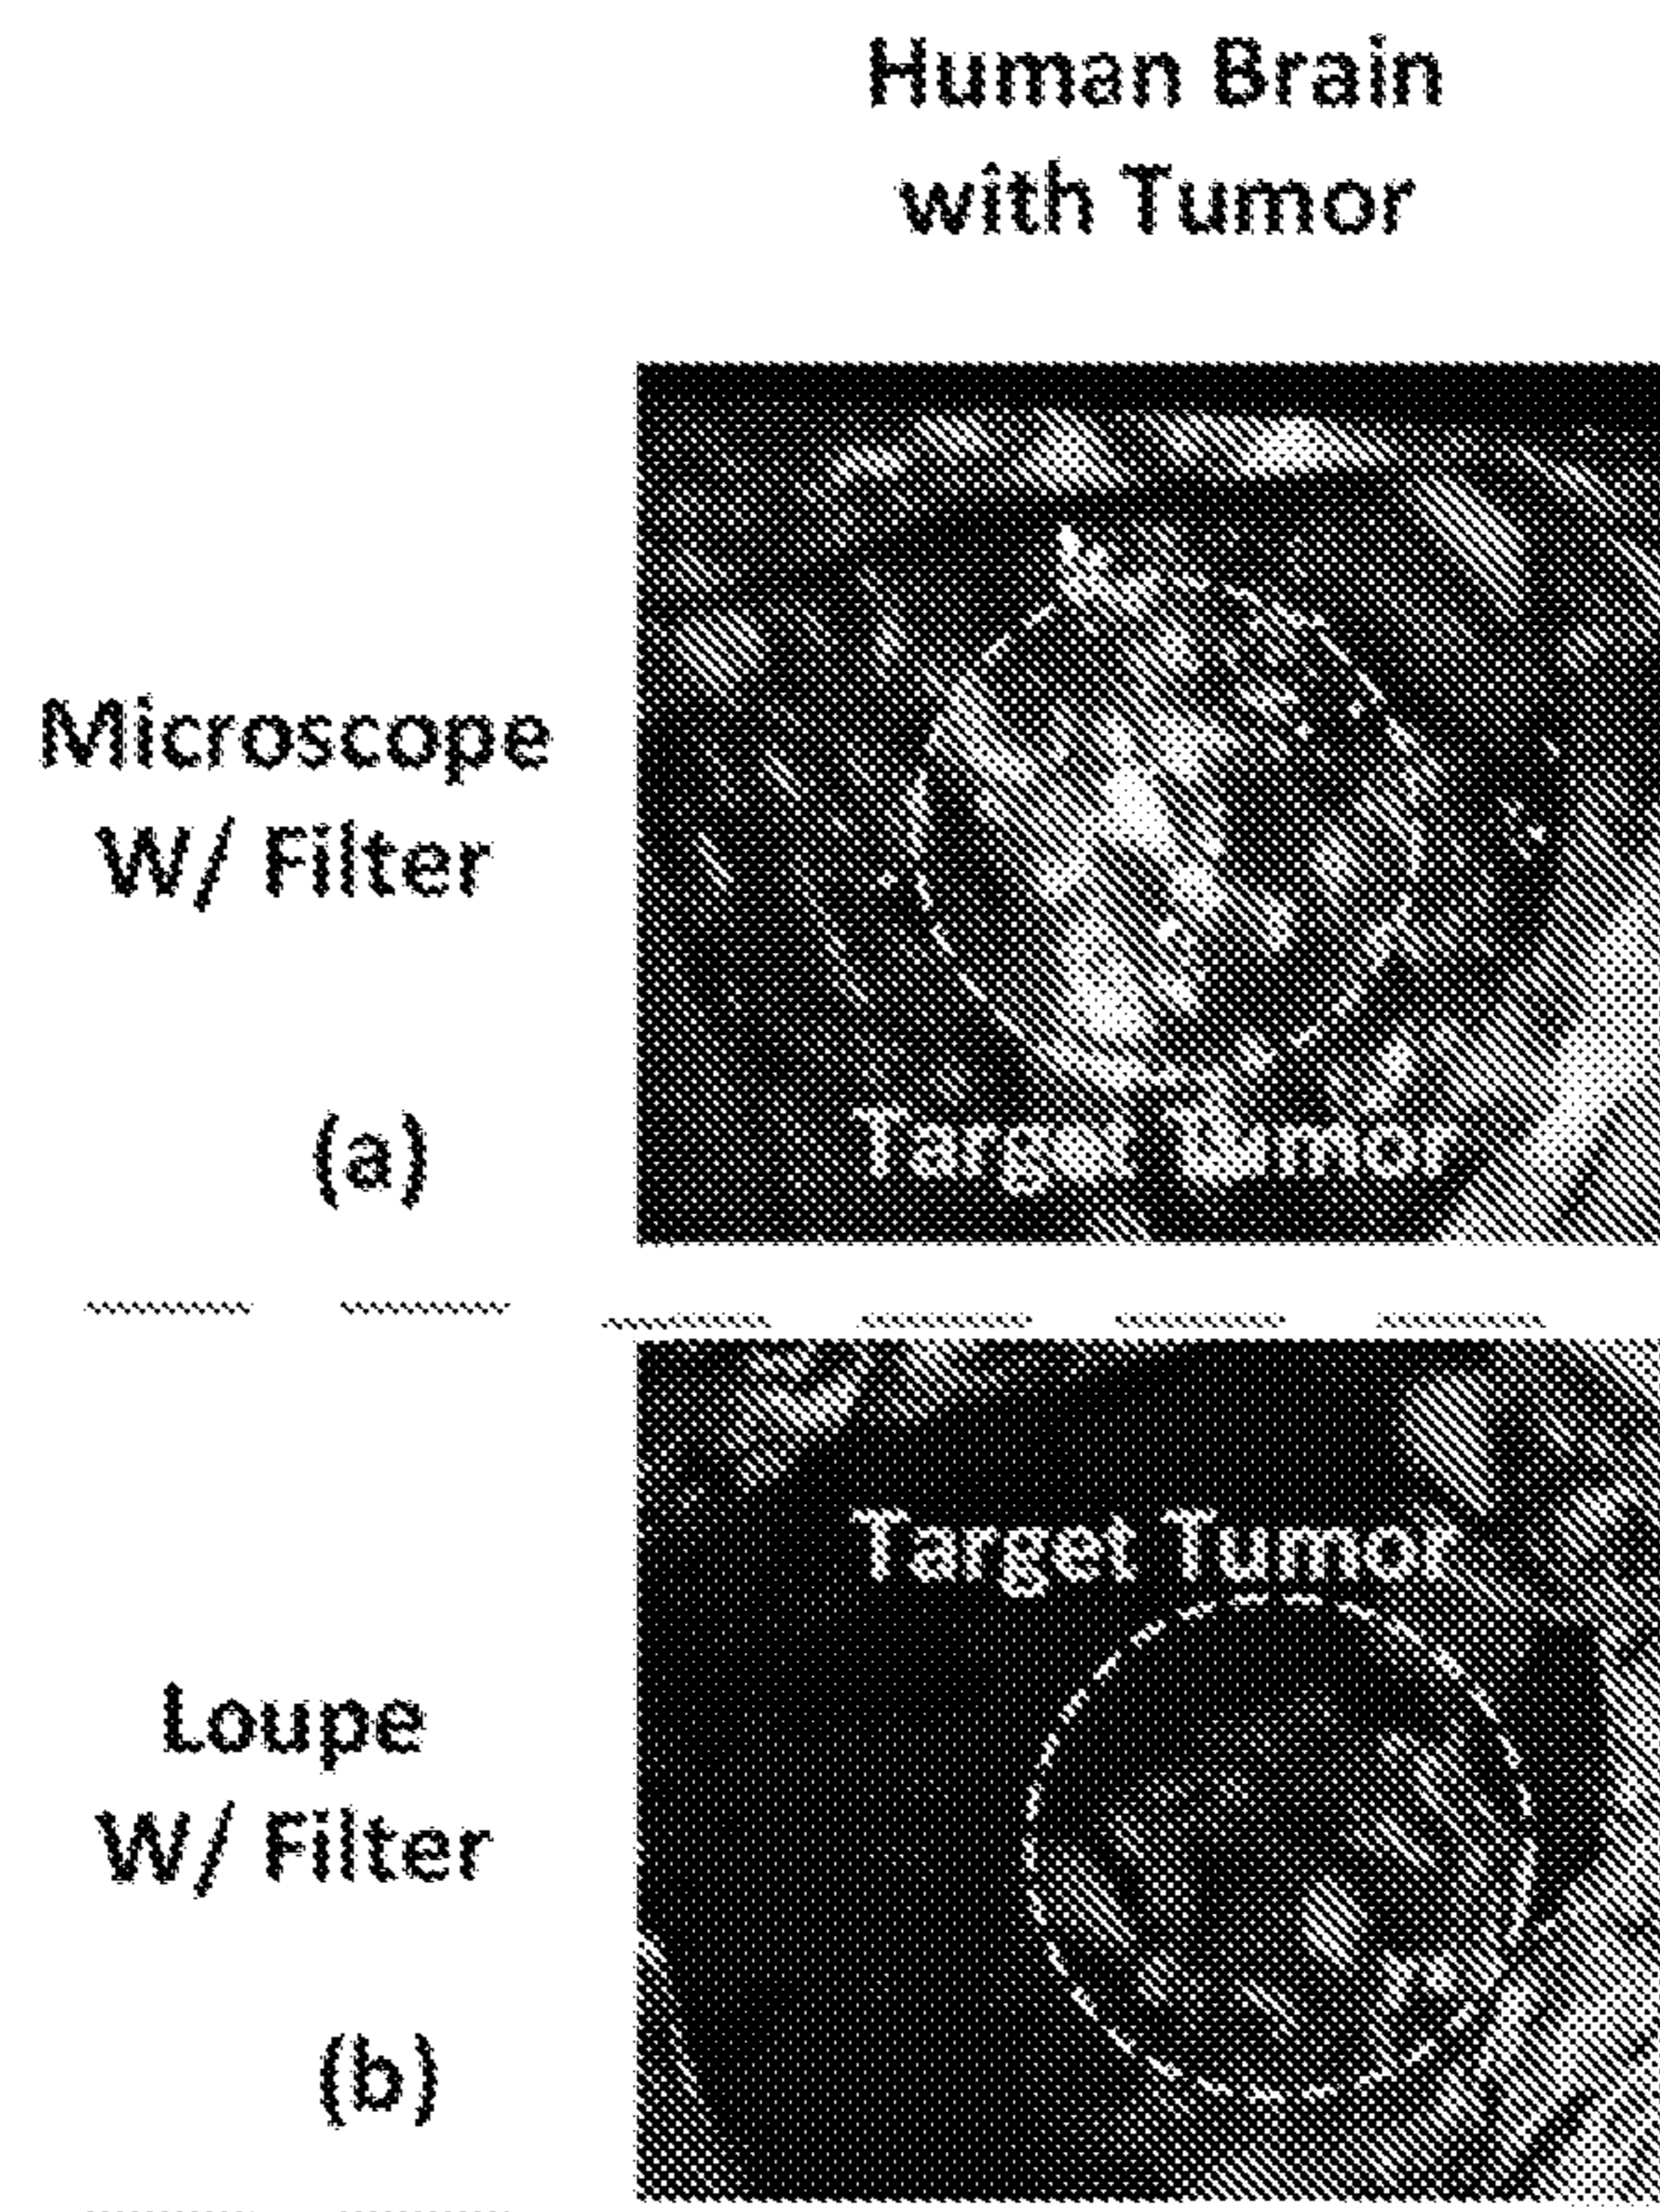 Human Brain
with Tumor
Microscope
W/ Filter
(a)
Target Tumor
Target Tumor
Loupe
W/ Filter
(b)